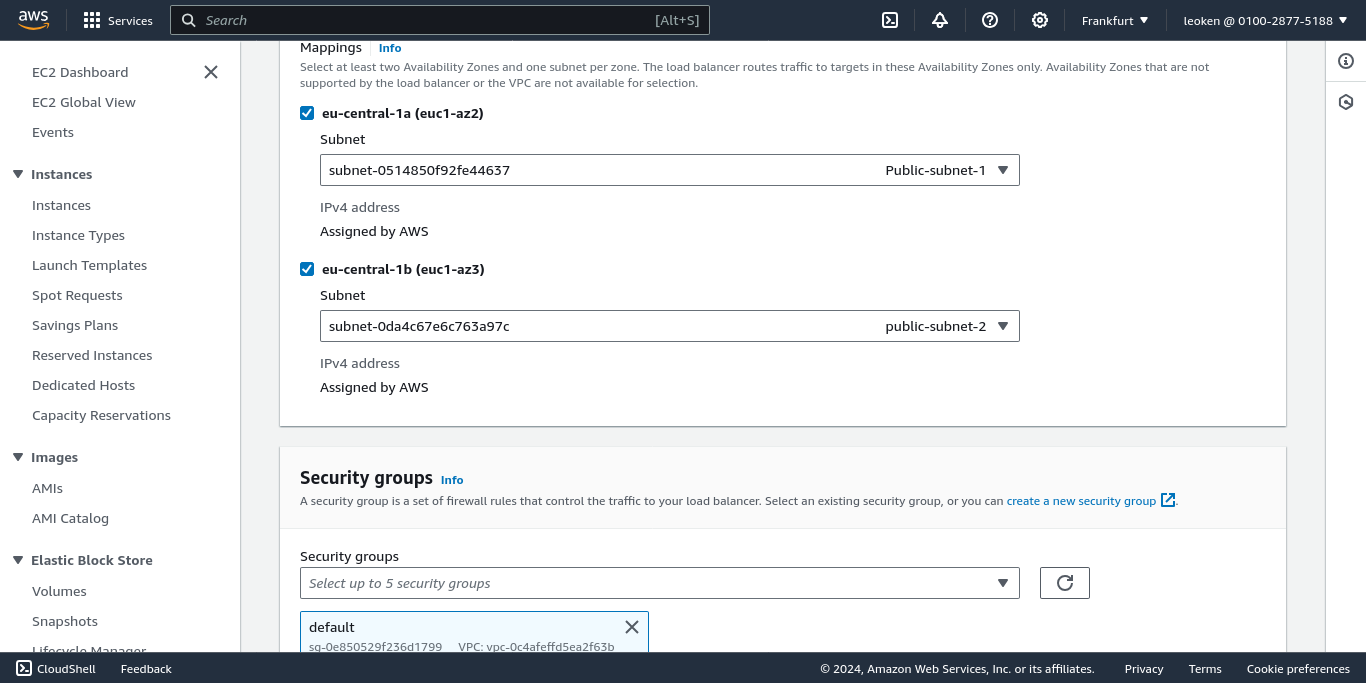 aws
Services
Search
[Alt+S]
Frankfurt
leoken @ 0100-2877-5188
EC2 Dashboard
EC2 Global View
Events
Instances
Instances
Instance Types
Launch Templates
Spot Requests
Savings Plans
Reserved Instances
Dedicated Hosts
Capacity Reservations
Images
AMIs
AMI Catalog
Elastic Block Store
Volumes
Snapshots
Lifecycle Manager
Mappings Info
Select at least two Availability Zones and one subnet per zone. The load balancer routes traffic to targets in these Availability Zones only. Availability Zones that are not
supported by the load balancer or the VPC are not available for selection.
eu-central-1a (euc1-az2)
Subnet
subnet-0514850f92fe44637 Public-subnet-1
IPv4 address
Assigned by AWS
eu-central-1b (euc1-az3)
Subnet
subnet-0da4c67e6c763a97c public-subnet-2
IPv4 address
Assigned by AWS
Security groups Info
A security group is a set of firewall rules that control the traffic to your load balancer. Select an existing security group, or you can create a new security group.
Security groups
Select up to 5 security groups
default
sg-0e850529f236d1799 VPC: vpc-0c4afeffd5ea2f63b
CloudShell
Feedback
© 2024, Amazon Web Services, Inc. or its affiliates.
Privacy
Terms
Cookie preferences